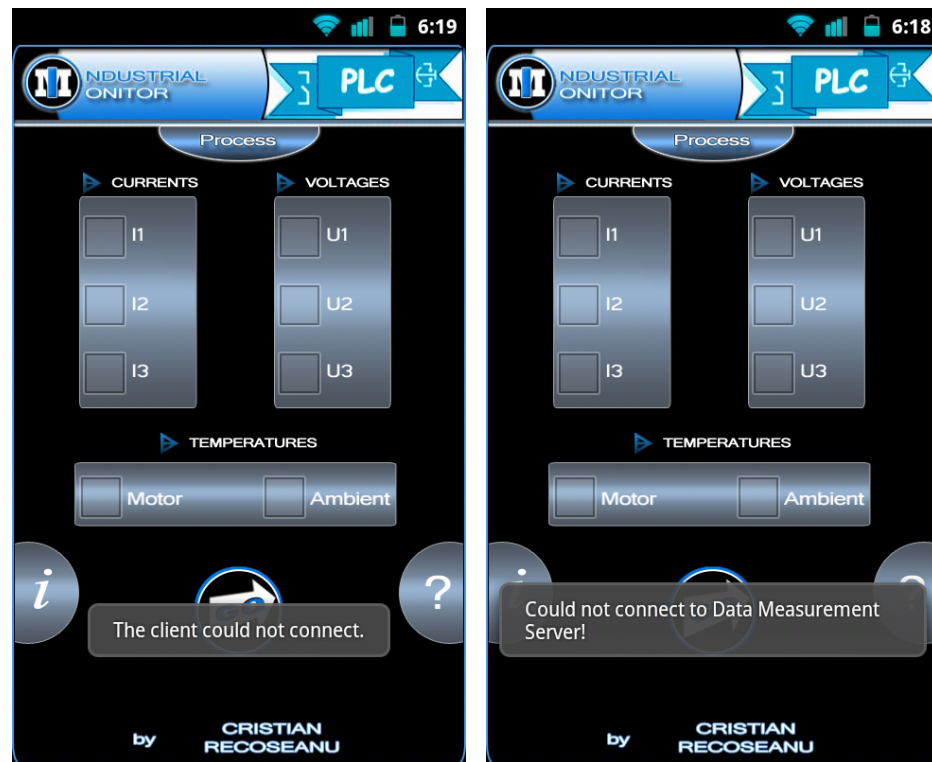 6:19
NDUSTRIAL
ONITOR
PLC
Process
CURRENTS
VOLTAGES
I1
U1
I2
U2
I3
U3
TEMPERATURES
Motor
Ambient
i
?
The client could not connect.
by
CRISTIAN
RECOSEANU
6:18
NDUSTRIAL
ONITOR
PLC
Process
CURRENTS
VOLTAGES
I1
U1
I2
U2
I3
U3
TEMPERATURES
Motor
Ambient
Could not connect to Data Measurement
Server!
by
CRISTIAN
RECOSEANU